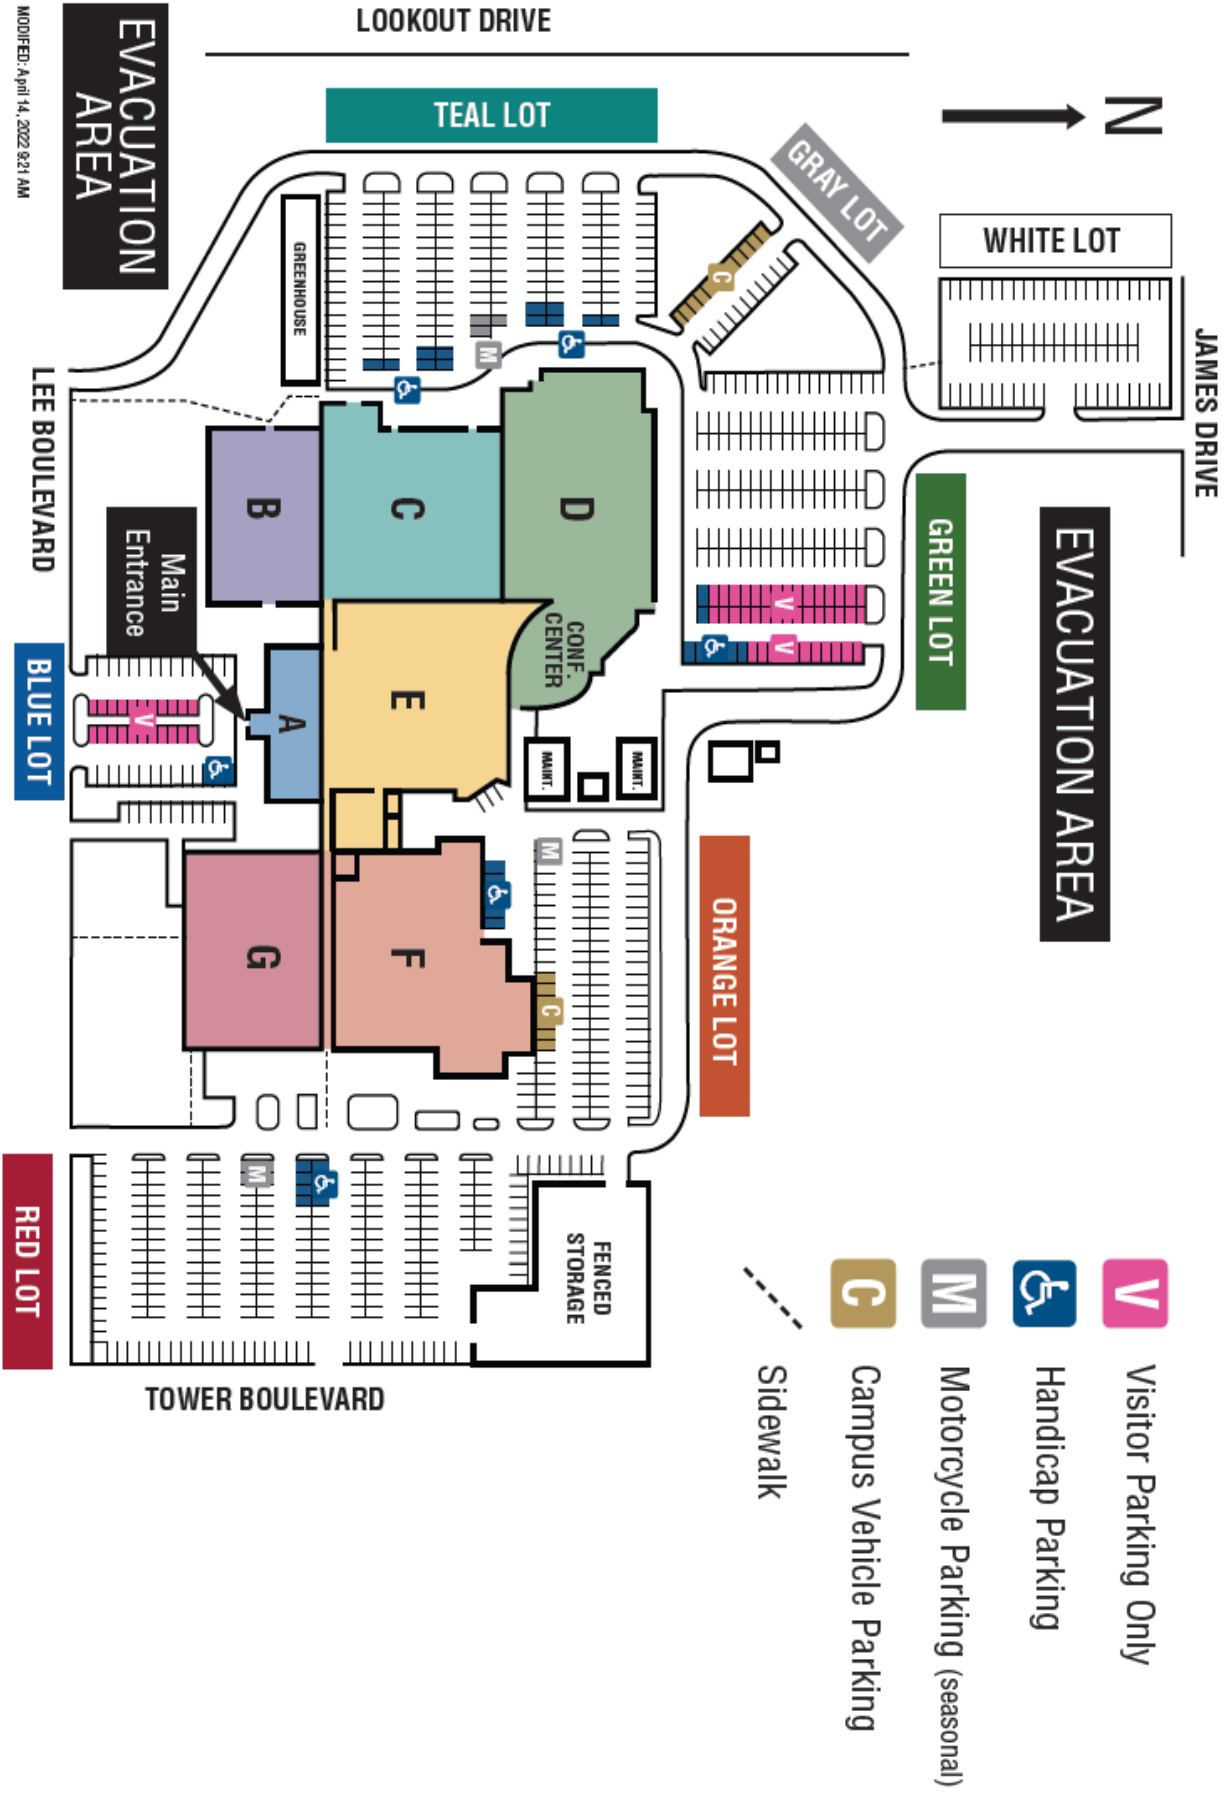 LOOKOUT DRIVE
N
EVACUATION
AREA
MODIFIED: April 14, 2022 9:21 AM
TEAL LOT
GRAY LOT
WHITE LOT
JAMES DRIVE
C
GREENHOUSE
M
LEE BOULEVARD
B
C
D
GREEN LOT
EVACUATION AREA
Main
Entrance
V
V
CONF.
CENTER
E
A
BLUE LOT
V
MAINT.
MAINT.
M
ORANGE LOT
G
F
C
RED LOT
M
FENCED
STORAGE
TOWER BOULEVARD
V Visitor Parking Only
Handicap Parking
M Motorcycle Parking (seasonal)
C Campus Vehicle Parking
Sidewalk